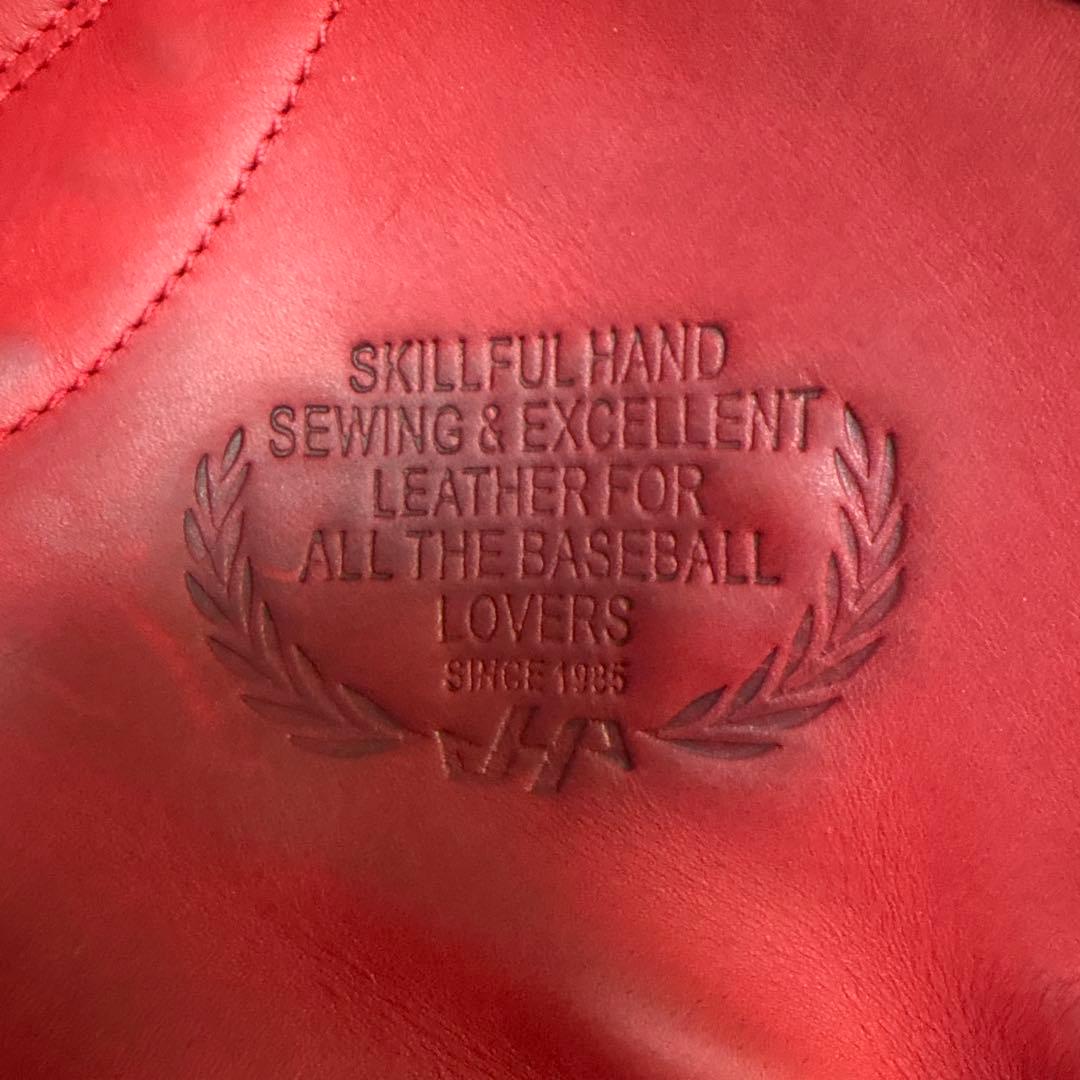 SKILLFUL HAND
SEWING & EXCELLENT
LEATHER FOR
ALL THE BASEBALL
LOVERS
SINCE 1985